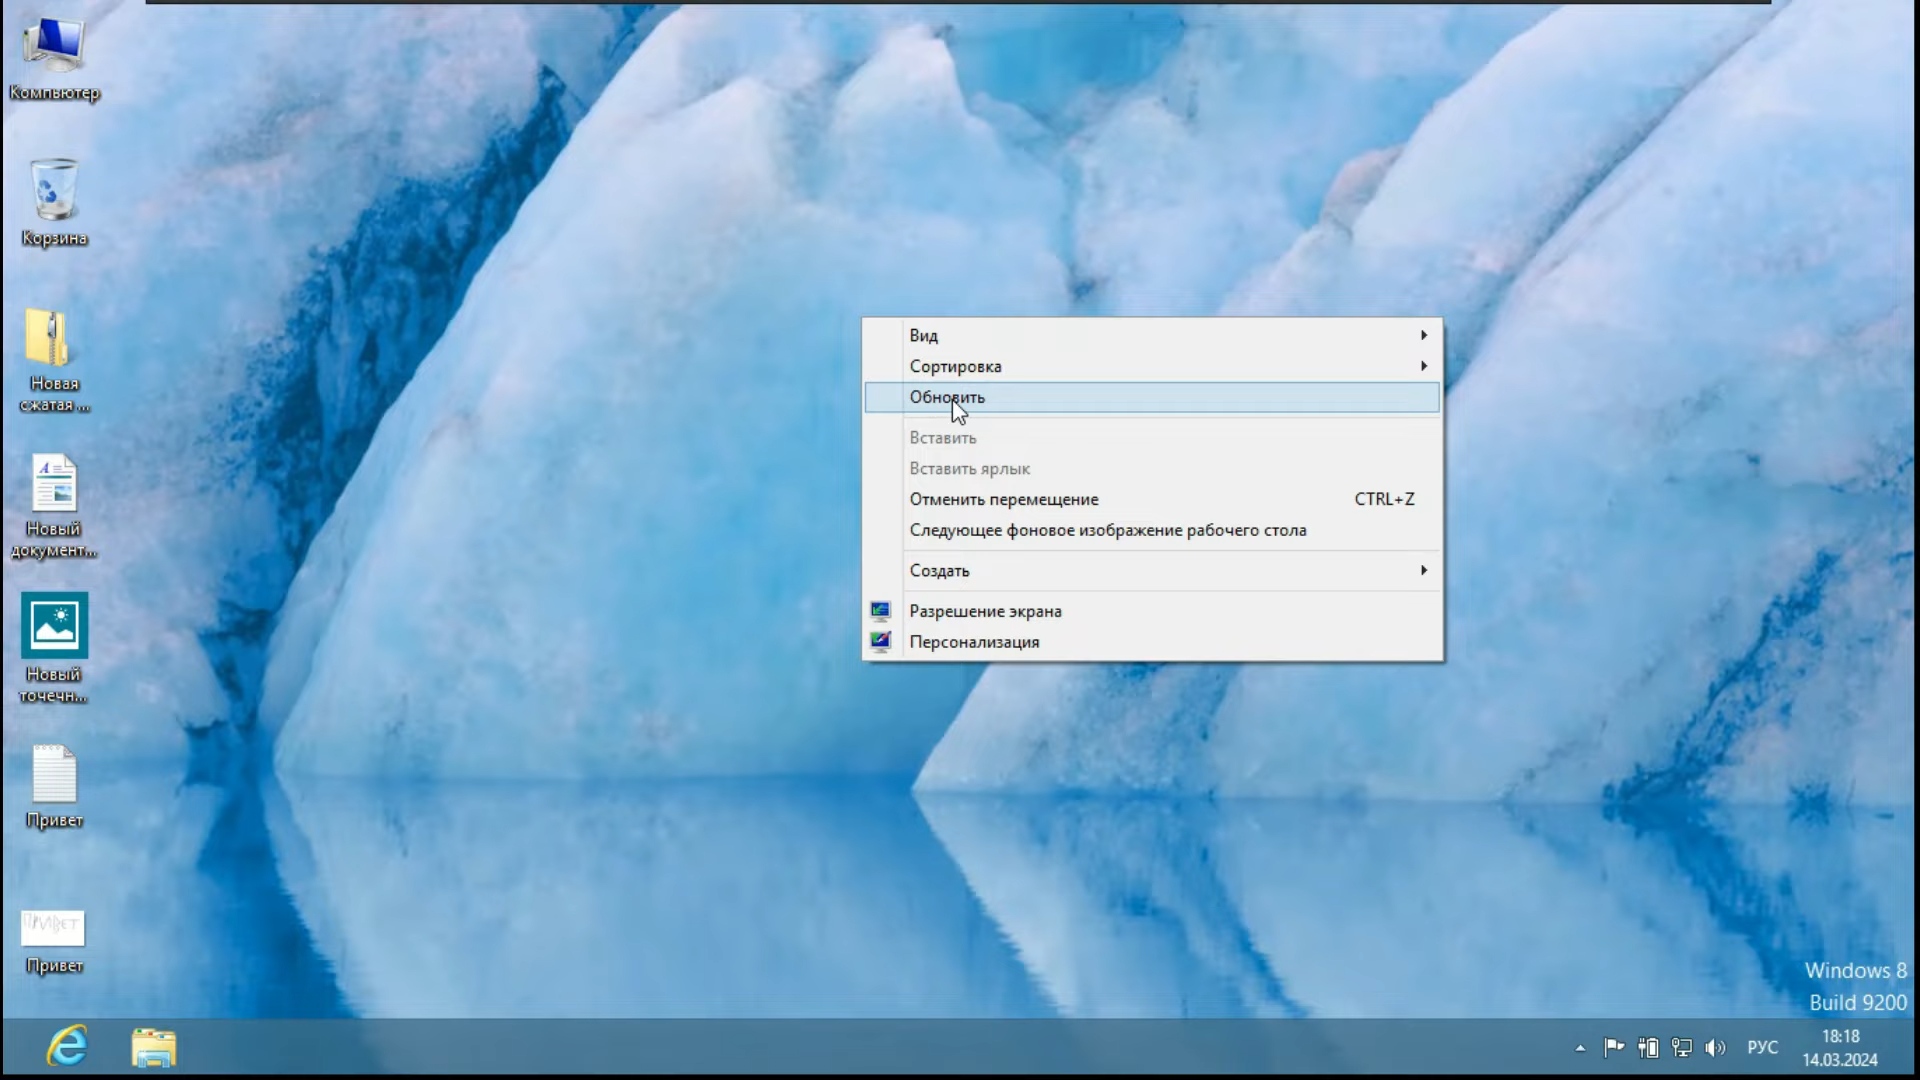 Компьютер
Корзина
Новая
сжатая ...
Новый
документ...
Новый
точечн...
Привет
ПРИВЕТ
Привет
Вид
Сортировка
Обновить
Вставить
Вставить ярлык
Отменить перемещение CTRL+Z
Следующее фоновое изображение рабочего стола
Создать
Разрешение экрана
Персонализация
Windows 8
Build 9200
РУС
18:18
14.03.2024